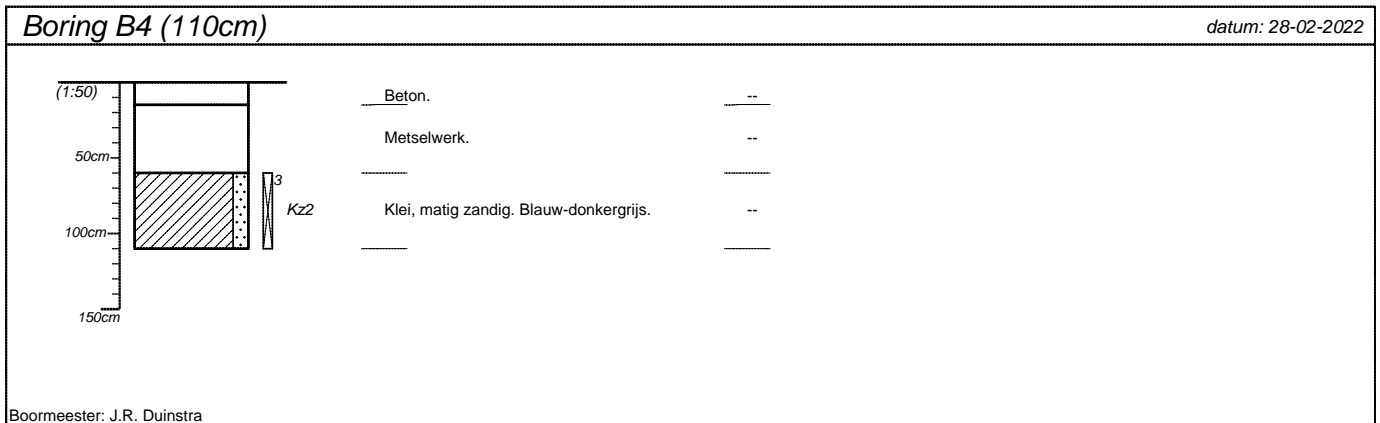 Boring B4 (110cm) datum: 28-02-2022
(1:50) Beton. --
Metselwerk. --
50cm
3
Kz2 Klei, matig zandig. Blauw-donkergrijs. --
100cm
150cm
Boormeester: J.R. Duinstra